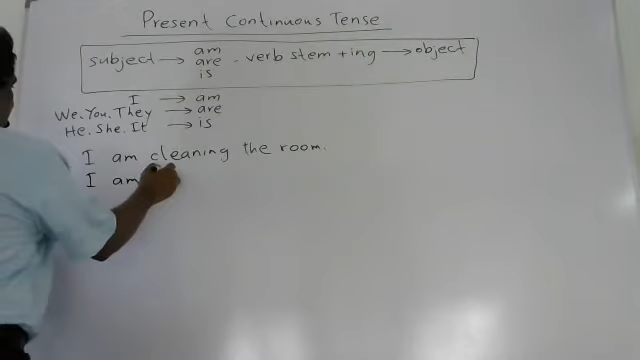 Present Continuous Tense
am
subject → are - verb stem + ing → object
is
I → am
We. You. They → are
He. She. It → is
I am cleaning the room.
I am